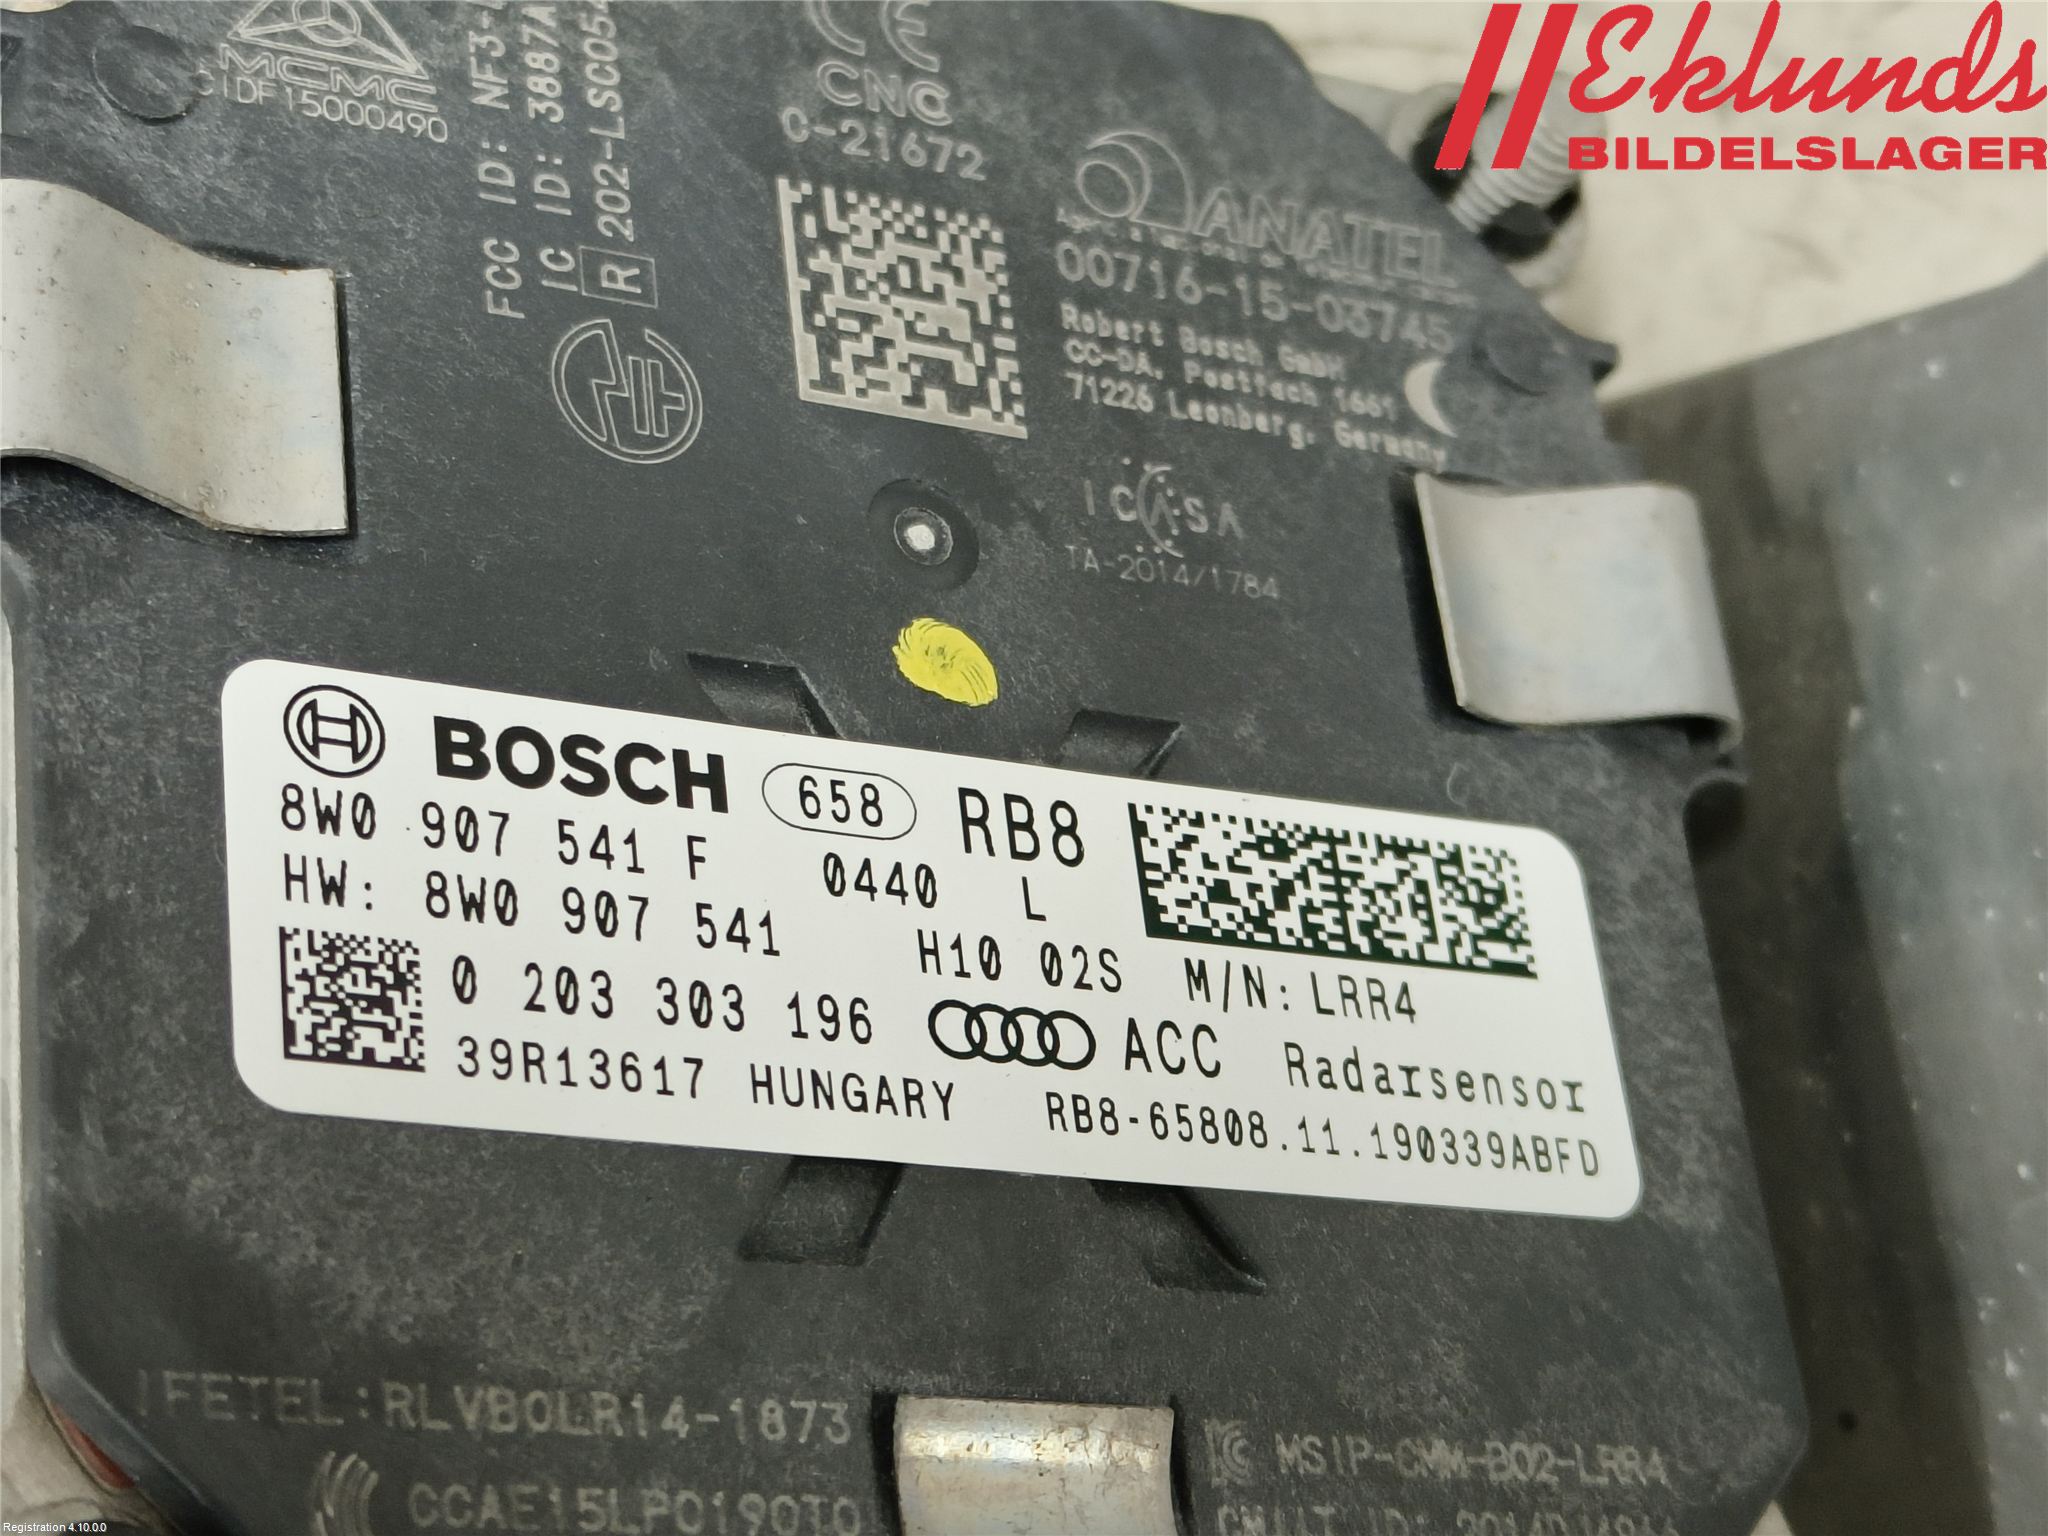 Eklunds
BILDELSLAGER
MCMC
CIDF15000490
FCC ID: NF3-
IC ID: 3887A
R 202-LSC054
CE
CNC
C-21672
ANATEL
00716-15-03745
Robert Bosch GmbH
CC-DA, Postfach 1661
71226 Leonberg, Germany
ICASA
TA-2014/1784
BOSCH 658 RB8
8W0 907 541 F 0440 L
HW: 8W0 907 541 H10 02S M/N: LRR4
0 203 303 196 ACC Radarsensor
39R13617 HUNGARY RB8-65808.11.190339ABFD
IFETEL: RLVBOLR14-1873
MSIP-CMM-B02-LRR4
CCAE15LP0190T0
Registration 4.10.0.0